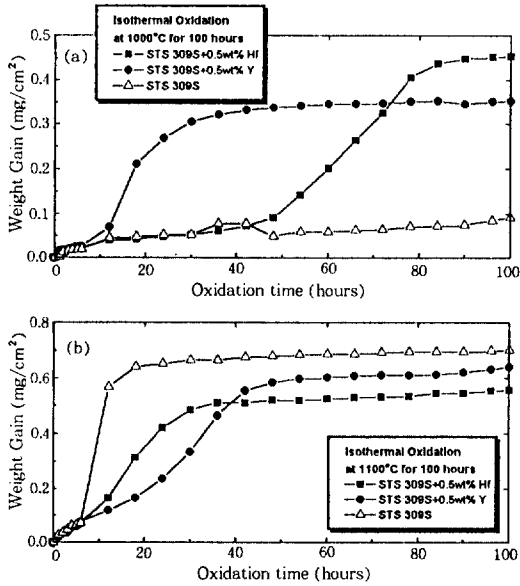 Isothermal Oxidation
at 1000°C for 100 hours
STS 309S+0.5wt% Hf
STS 309S+0.5wt% Y
STS 309S
(a)
Weight Gain (mg/cm²)
0.5
0.4
0.3
0.2
0.1
0.0
0 20 40 60 80 100
Oxidation time (hours)
(b)
Weight Gain (mg/cm²)
0.8
0.6
0.4
0.2
0.0
Isothermal Oxidation
at 1100°C for 100 hours
STS 309S+0.5wt% Hf
STS 309S+0.5wt% Y
STS 309S
0 20 40 60 80 100
Oxidation time (hours)